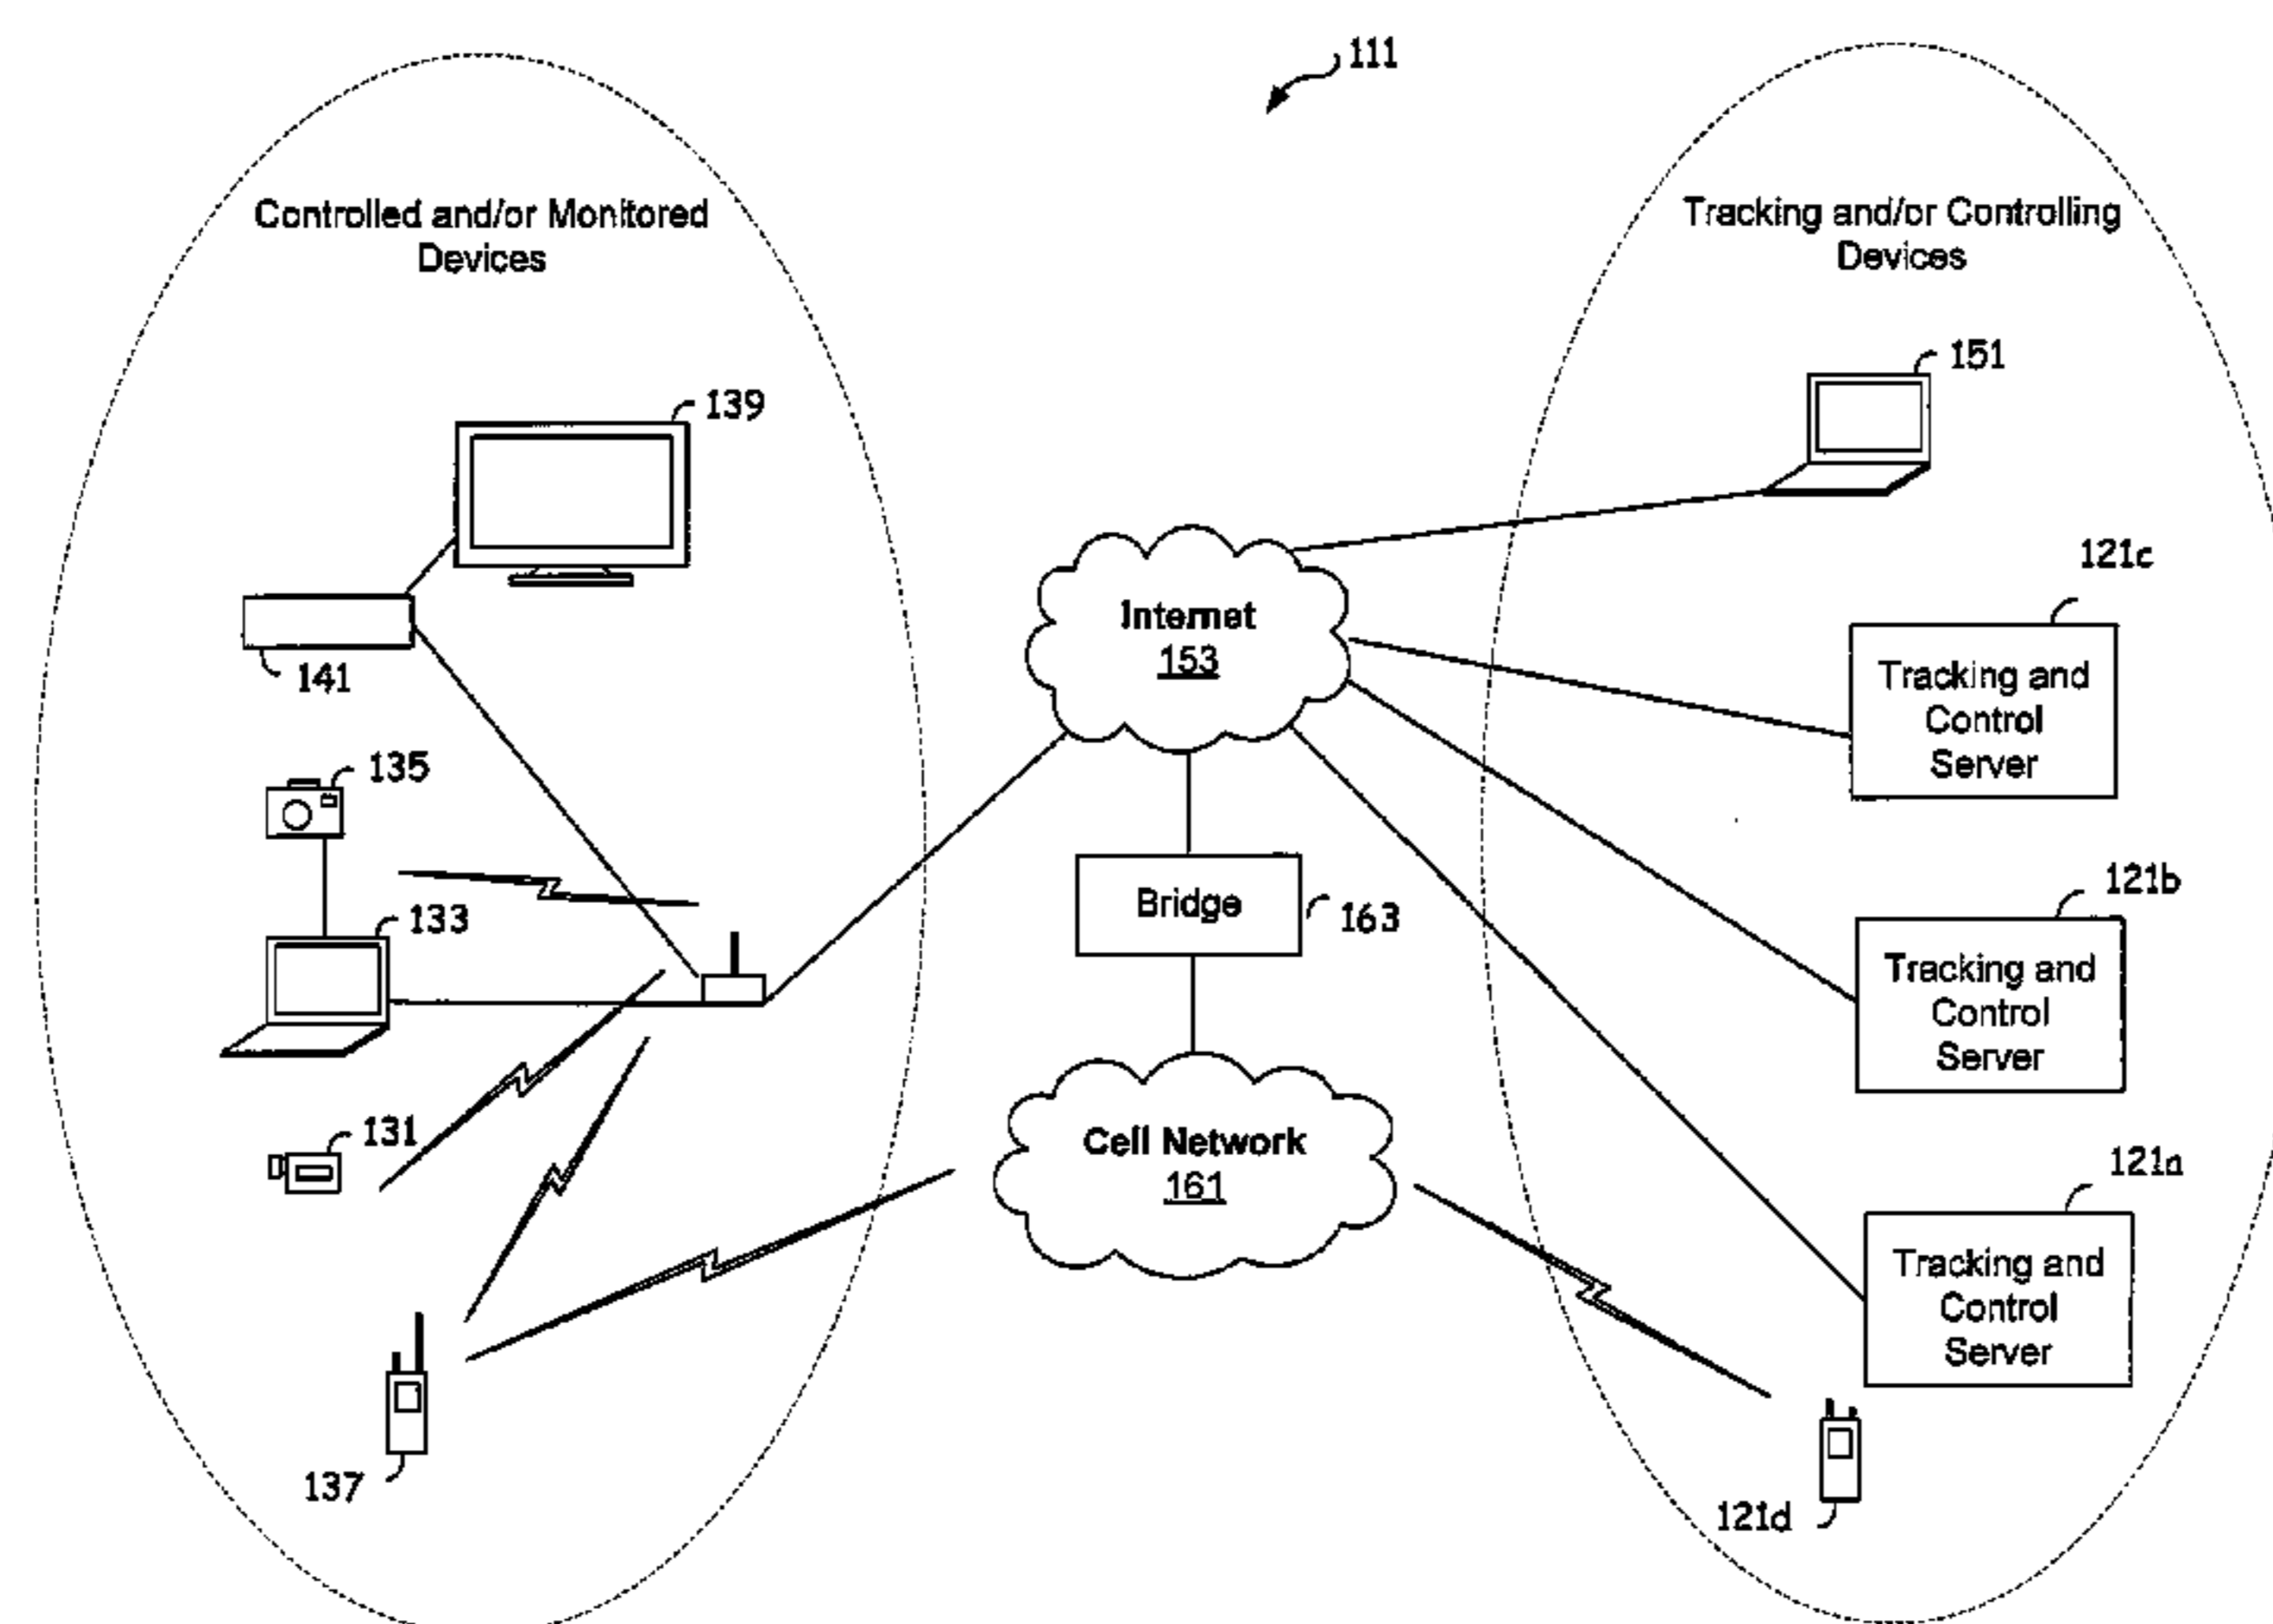 111
Controlled and/or Monitored
Devices
Tracking and/or Controlling
Devices
151
139
121c
Internet
153
Tracking and
Control
Server
141
135
121b
Bridge
163
133
Tracking and
Control
Server
131
Cell Network
161
121a
Tracking and
Control
Server
137
121d